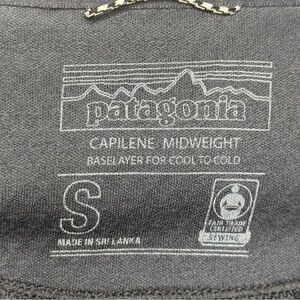 patagonia
CAPILENE MIDWEIGHT
BASELAYER FOR COOL TO COLD
S
MADE IN SRI LANKA
FAIR TRADE
CERTIFIED
SEWING